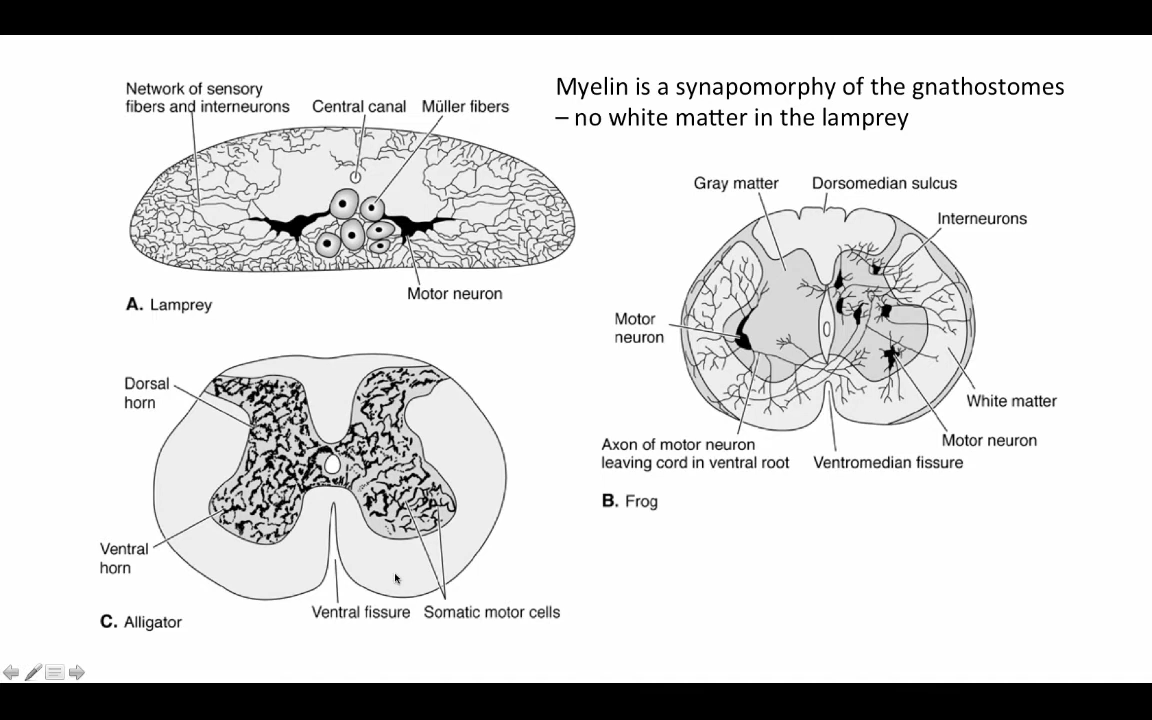 Myelin is a synapomorphy of the gnathostomes
– no white matter in the lamprey
Network of sensory
fibers and interneurons
Central canal
Müller fibers
Motor neuron
A. Lamprey
Gray matter
Dorsomedian sulcus
Interneurons
Motor
neuron
White matter
Motor neuron
Axon of motor neuron
leaving cord in ventral root
Ventromedian fissure
B. Frog
Dorsal
horn
Ventral
horn
Ventral fissure
Somatic motor cells
C. Alligator